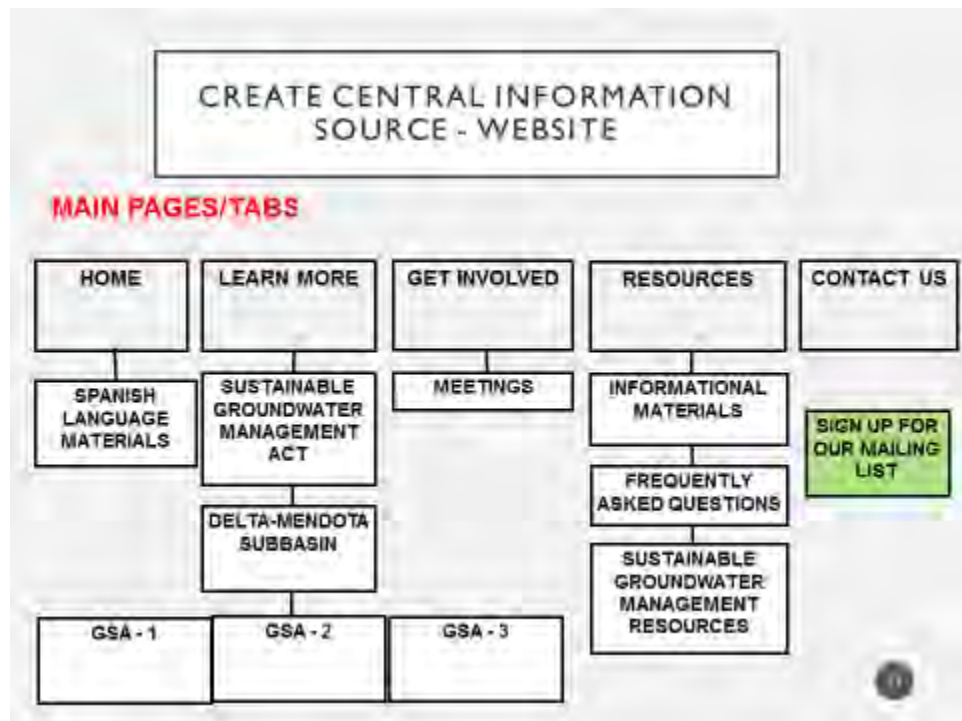 CREATE CENTRAL INFORMATION
SOURCE - WEBSITE
MAIN PAGES/TABS
HOME
LEARN MORE
GET INVOLVED
RESOURCES
CONTACT US
SPANISH
LANGUAGE
MATERIALS
SUSTAINABLE
GROUNDWATER
MANAGEMENT
ACT
MEETINGS
INFORMATIONAL
MATERIALS
SIGN UP FOR
OUR MAILING
LIST
FREQUENTLY
ASKED QUESTIONS
DELTA-MENDOTA
SUBBASIN
SUSTAINABLE
GROUNDWATER
MANAGEMENT
RESOURCES
GSA - 1
GSA - 2
GSA - 3